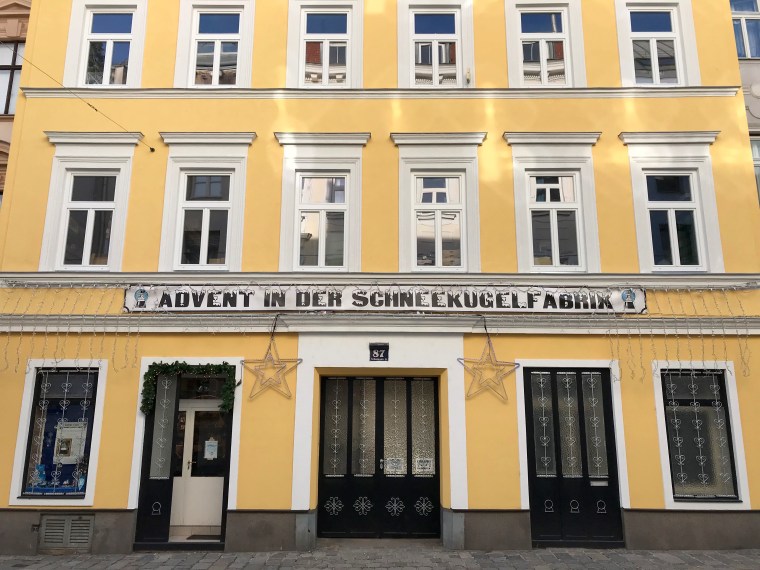 ADVENT IN DER SCHNEEKUGELFABRIK
87